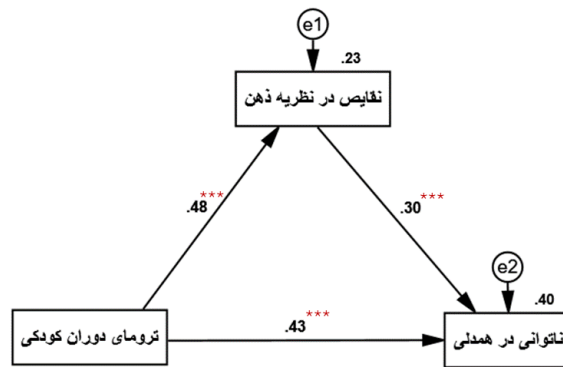 e1
.23
نقایص در نظریه ذهن
.48***
.30***
e2
.40
ترومای دوران کودکی
.43***
ناتوانی در همدلی